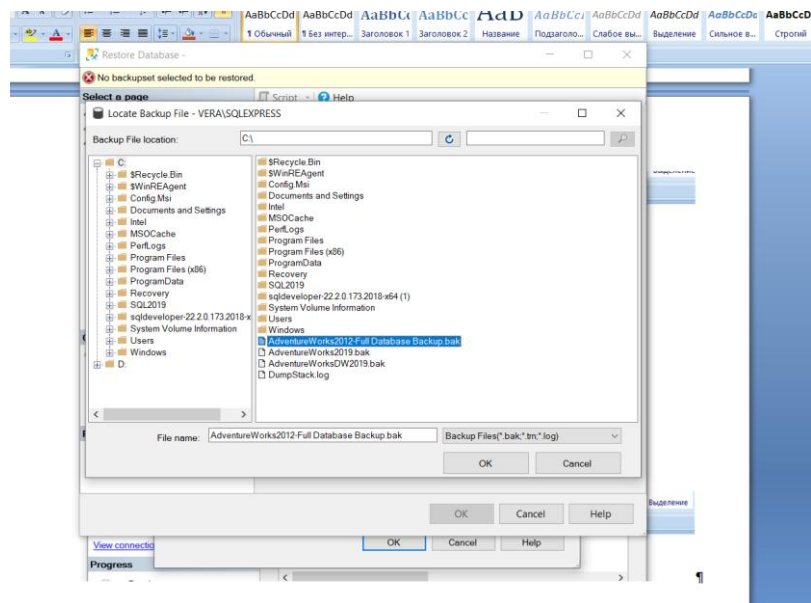 AaBbCcDd AaBbCcDd AaBbCc AaBbCc AaB AaBbCcI AaBbCcDd AaBbCcDd AaBbCcDd AaBbCcD
¶ Обычный ¶ Без интер... Заголовок 1 Заголовок 2 Название Подзаголо... Слабое вы... Выделение Сильное в... Строгий
Restore Database -
No backupset selected to be restored.
Select a page
Script Help
Locate Backup File - VERA\SQLEXPRESS
Backup File location: C:\
C:
$Recycle.Bin
$WinREAgent
Config.Msi
Documents and Settings
Intel
MSOCache
PerfLogs
Program Files
Program Files (x86)
ProgramData
Recovery
SQL2019
sqldeveloper-22.2.0.173.2018-x
System Volume Information
Users
Windows
D:
$Recycle.Bin
$WinREAgent
Config.Msi
Documents and Settings
Intel
MSOCache
PerfLogs
Program Files
Program Files (x86)
ProgramData
Recovery
SQL2019
sqldeveloper-22.2.0.173.2018-x64 (1)
System Volume Information
Users
Windows
AdventureWorks2012-Full Database Backup.bak
AdventureWorks2019.bak
AdventureWorksDW2019.bak
DumpStack.log
File name: AdventureWorks2012-Full Database Backup.bak Backup Files(*.bak;*.trn;*.log)
OK Cancel
OK Cancel Help
Выделение
View connectio
OK Cancel Help
Progress
¶